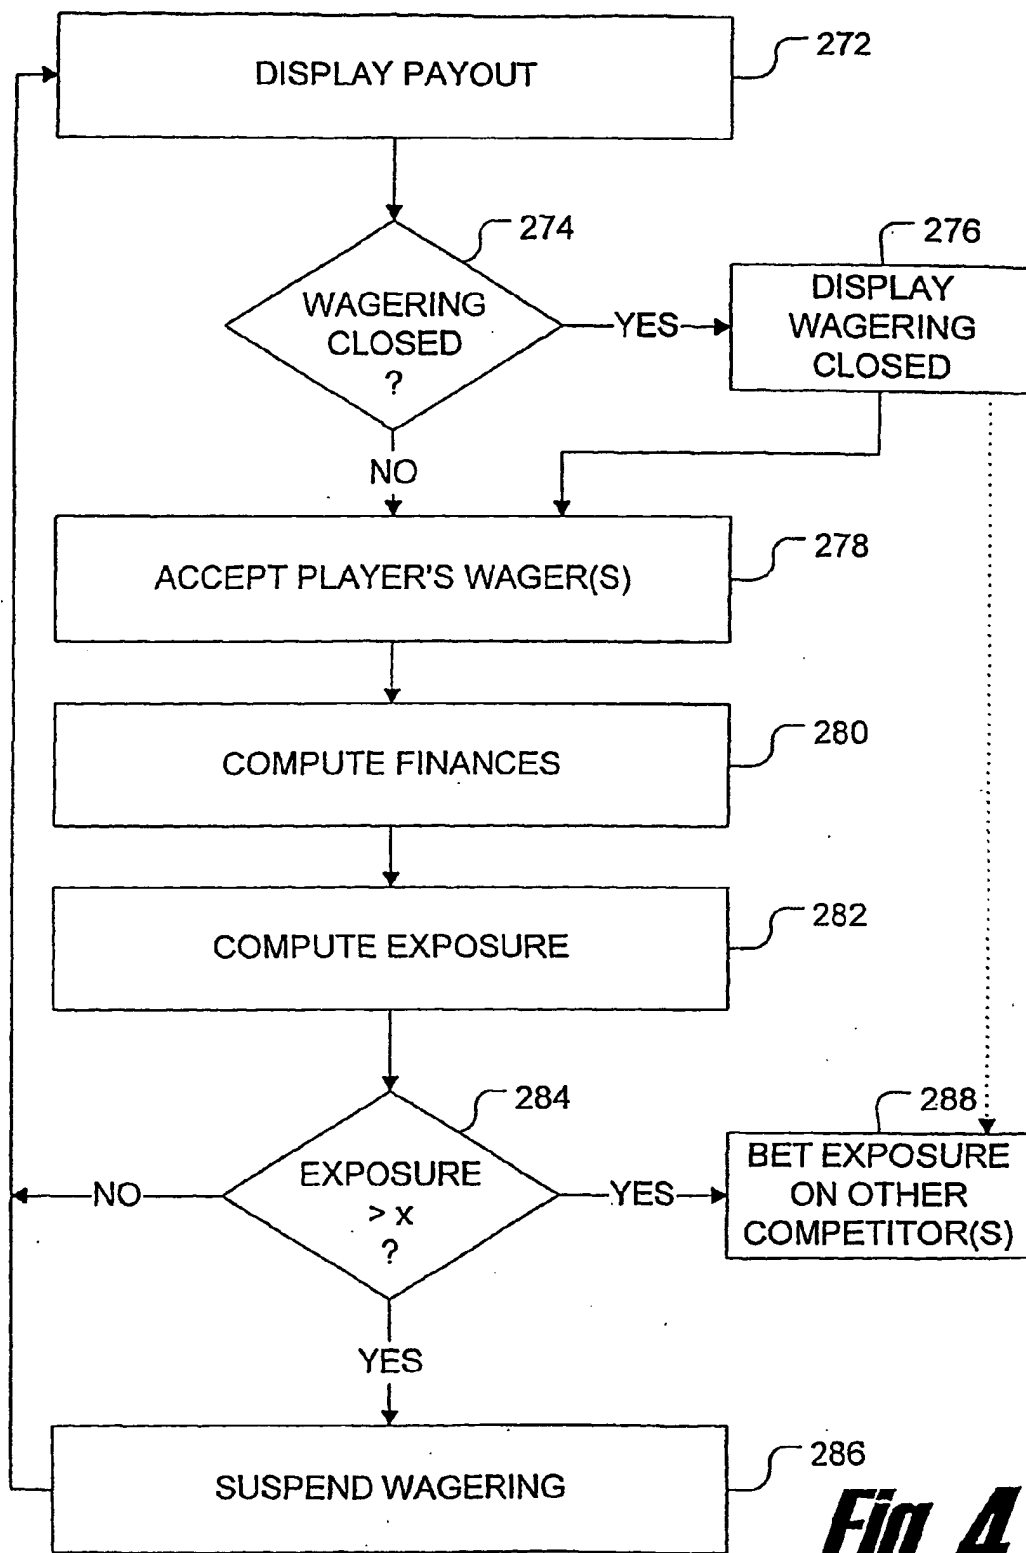 272
DISPLAY PAYOUT
274
276
WAGERING
CLOSED
?
YES
DISPLAY
WAGERING
CLOSED
NO
278
ACCEPT PLAYER'S WAGER(S)
280
COMPUTE FINANCES
282
COMPUTE EXPOSURE
284
288
EXPOSURE
> x
?
NO
YES
BET EXPOSURE
ON OTHER
COMPETITOR(S)
YES
286
SUSPEND WAGERING
Fig 4